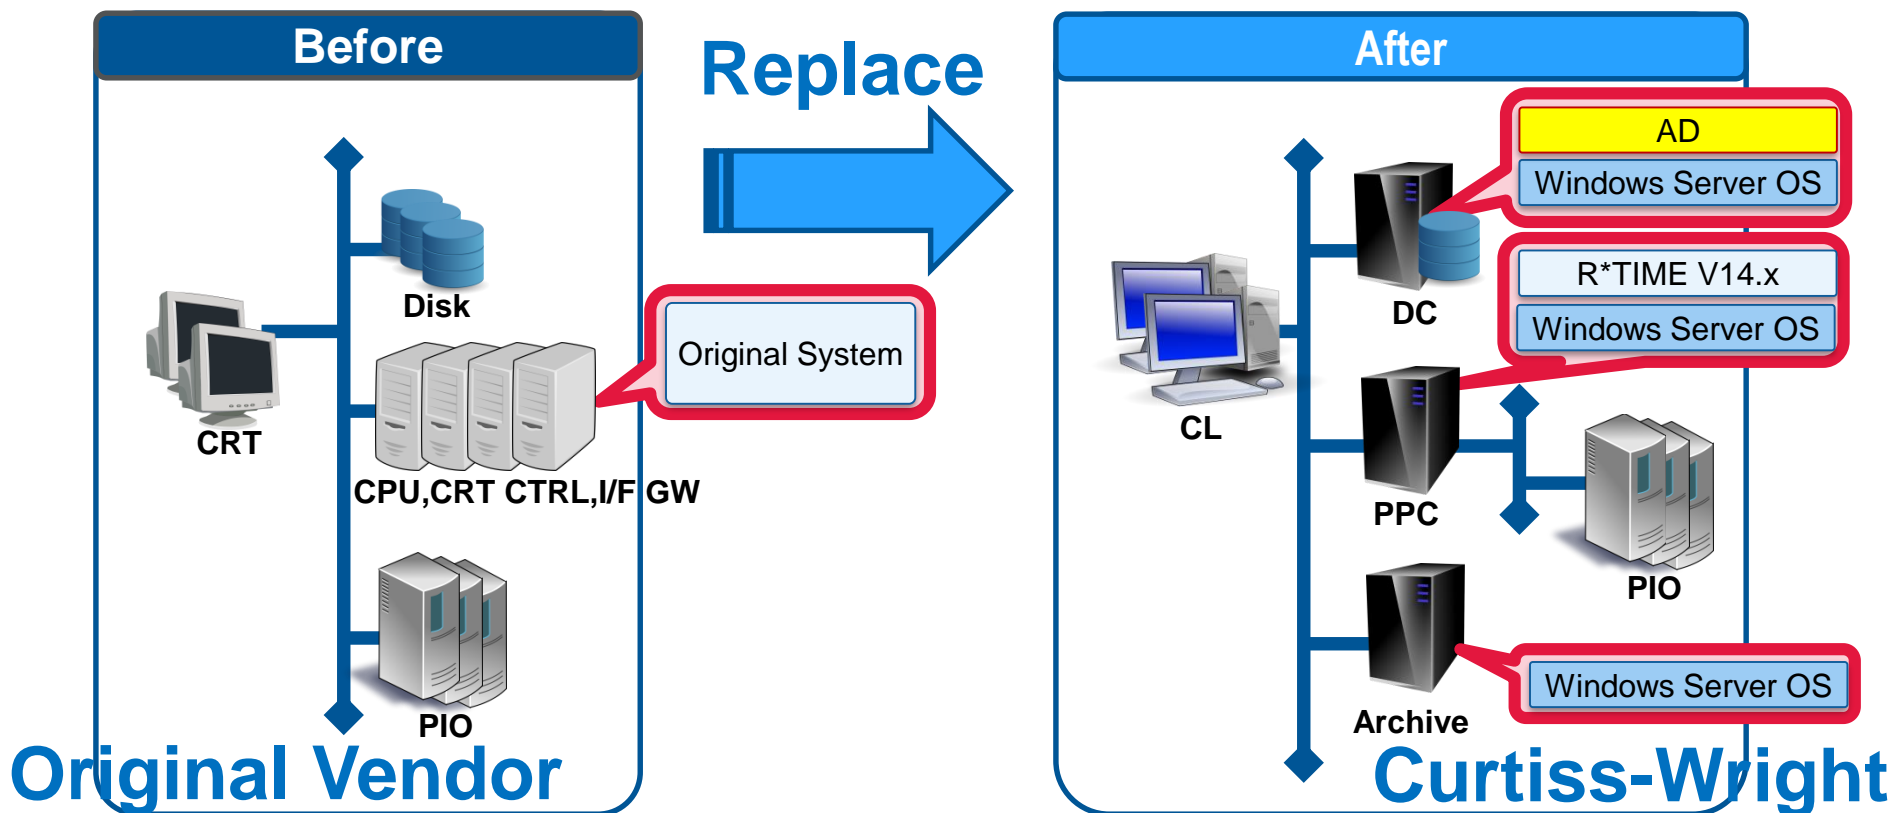 Before
Replace
After
AD
Windows Server OS
R*TIME V14.x
Windows Server OS
DC
Disk
Original System
CRT
CL
CPU,CRT CTRL,I/F GW
PPC
PIO
Windows Server OS
Archive
PIO
Original Vendor
Curtiss-Wright